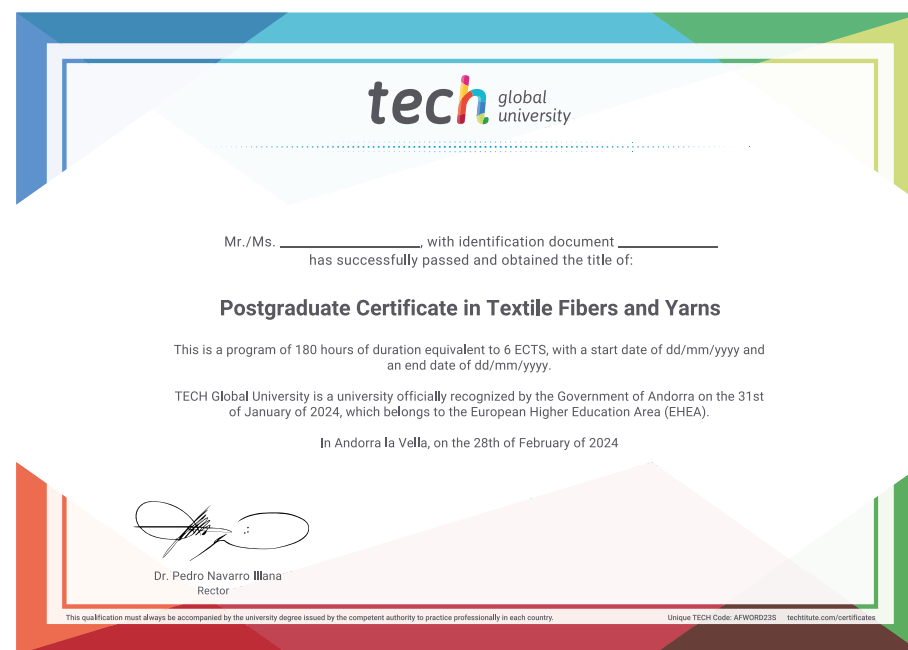 tech global university
Mr./Ms. ____________________, with identification document ______________
has successfully passed and obtained the title of:
Postgraduate Certificate in Textile Fibers and Yarns
This is a program of 180 hours of duration equivalent to 6 ECTS, with a start date of dd/mm/yyyy and
an end date of dd/mm/yyyy.
TECH Global University is a university officially recognized by the Government of Andorra on the 31st
of January of 2024, which belongs to the European Higher Education Area (EHEA).
In Andorra la Vella, on the 28th of February of 2024
Dr. Pedro Navarro Illana
Rector
This qualification must always be accompanied by the university degree issued by the competent authority to practice professionally in each country. Unique TECH Code: AFWORD23S techtitute.com/certificates